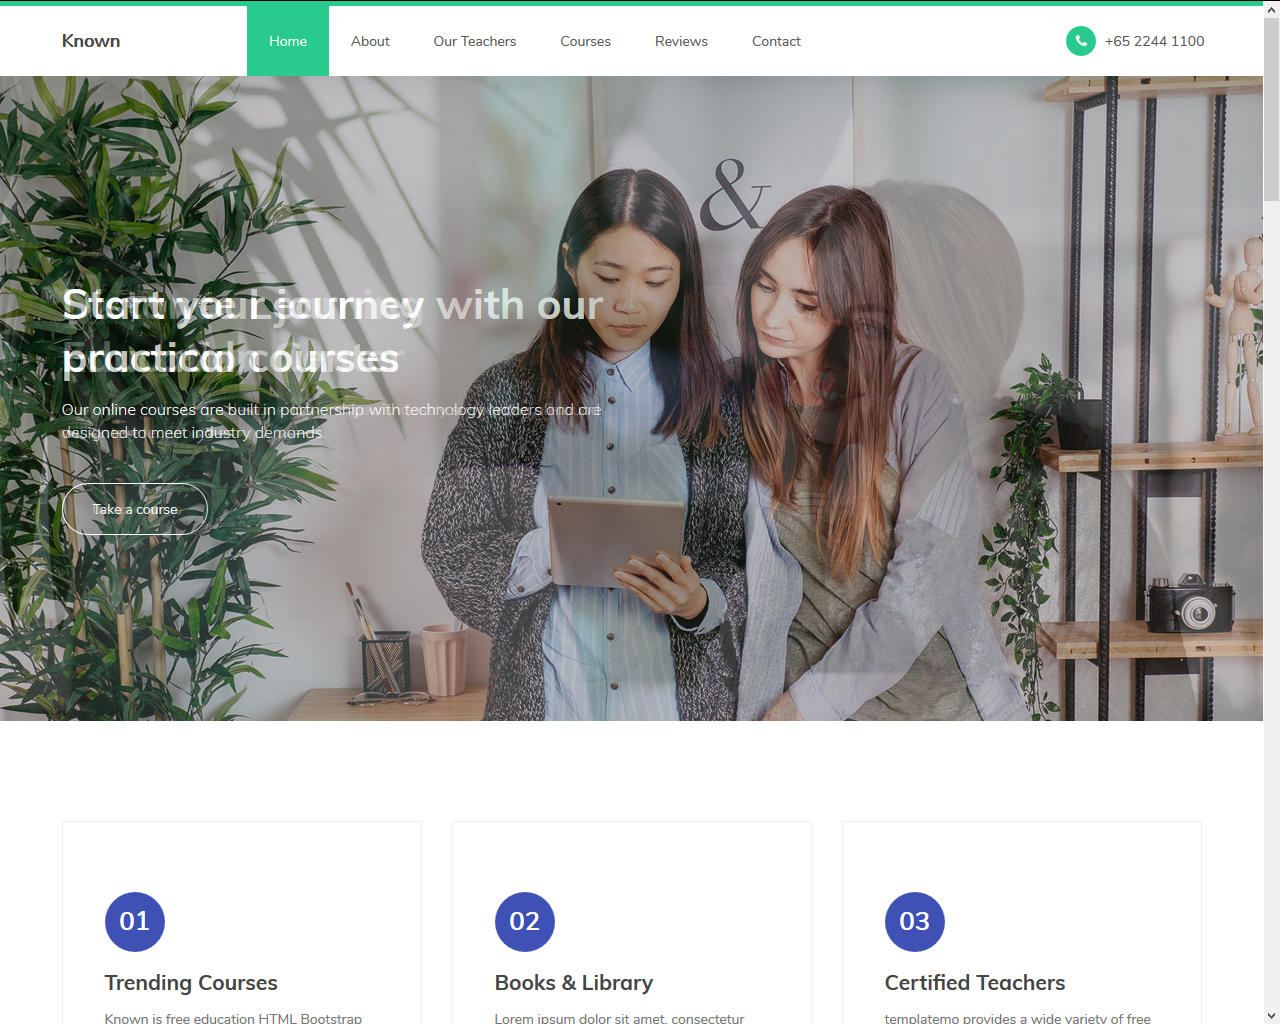 Known
Home
About
Our Teachers
Courses
Reviews
Contact
+65 2244 1100
&
Start your journey with our
practical courses
Our online courses are built in partnership with technology leaders and are
designed to meet industry demands.
Take a course
01
02
03
Trending Courses
Books & Library
Certified Teachers
Known is free education HTML Bootstrap
Lorem ipsum dolor sit amet, consectetur
templatemo provides a wide variety of free